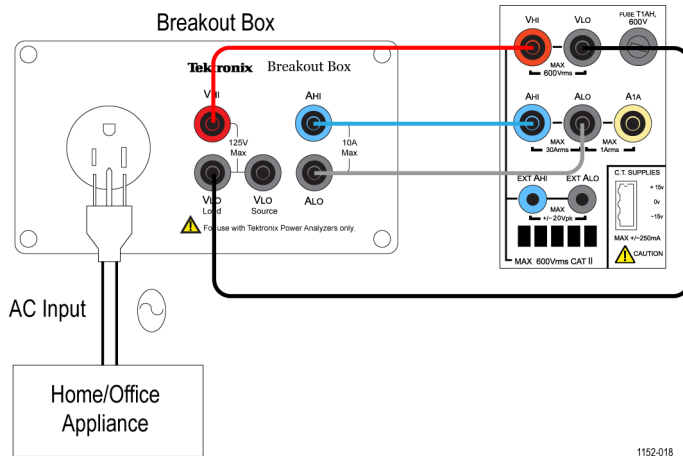 Breakout Box
Tektronix Breakout Box
VHI
AHI
125V
Max
10A
Max
VLO
Load
VLO
Source
ALO
For use with Tektronix Power Analyzers only.
AC Input
Home/Office
Appliance
VHI
VLO
FUSE T1AH,
600V
MAX
600Vrms
AHI
ALO
A1A
MAX
30Arms
MAX
1Arms
EXT AHI
EXT ALO
MAX
+/-20Vpk
MAX 600Vrms CAT II
C.T. SUPPLIES
+ 15v
0v
-15v
MAX +/-250mA
CAUTION
1152-018